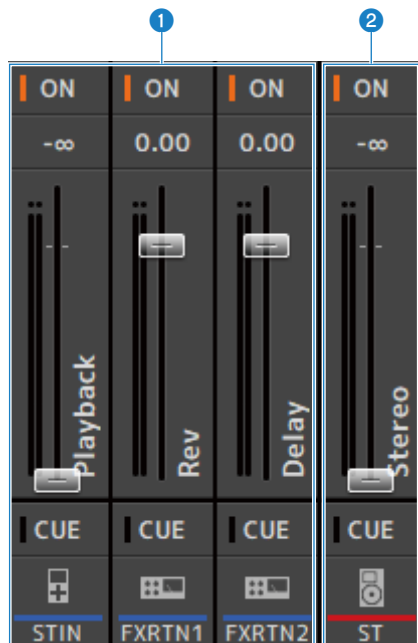 1 2
ON ON ON ON
-∞ 0.00 0.00 -∞
Playback Rev Delay Stereo
CUE CUE CUE CUE
STIN FXRTN1 FXRTN2 ST